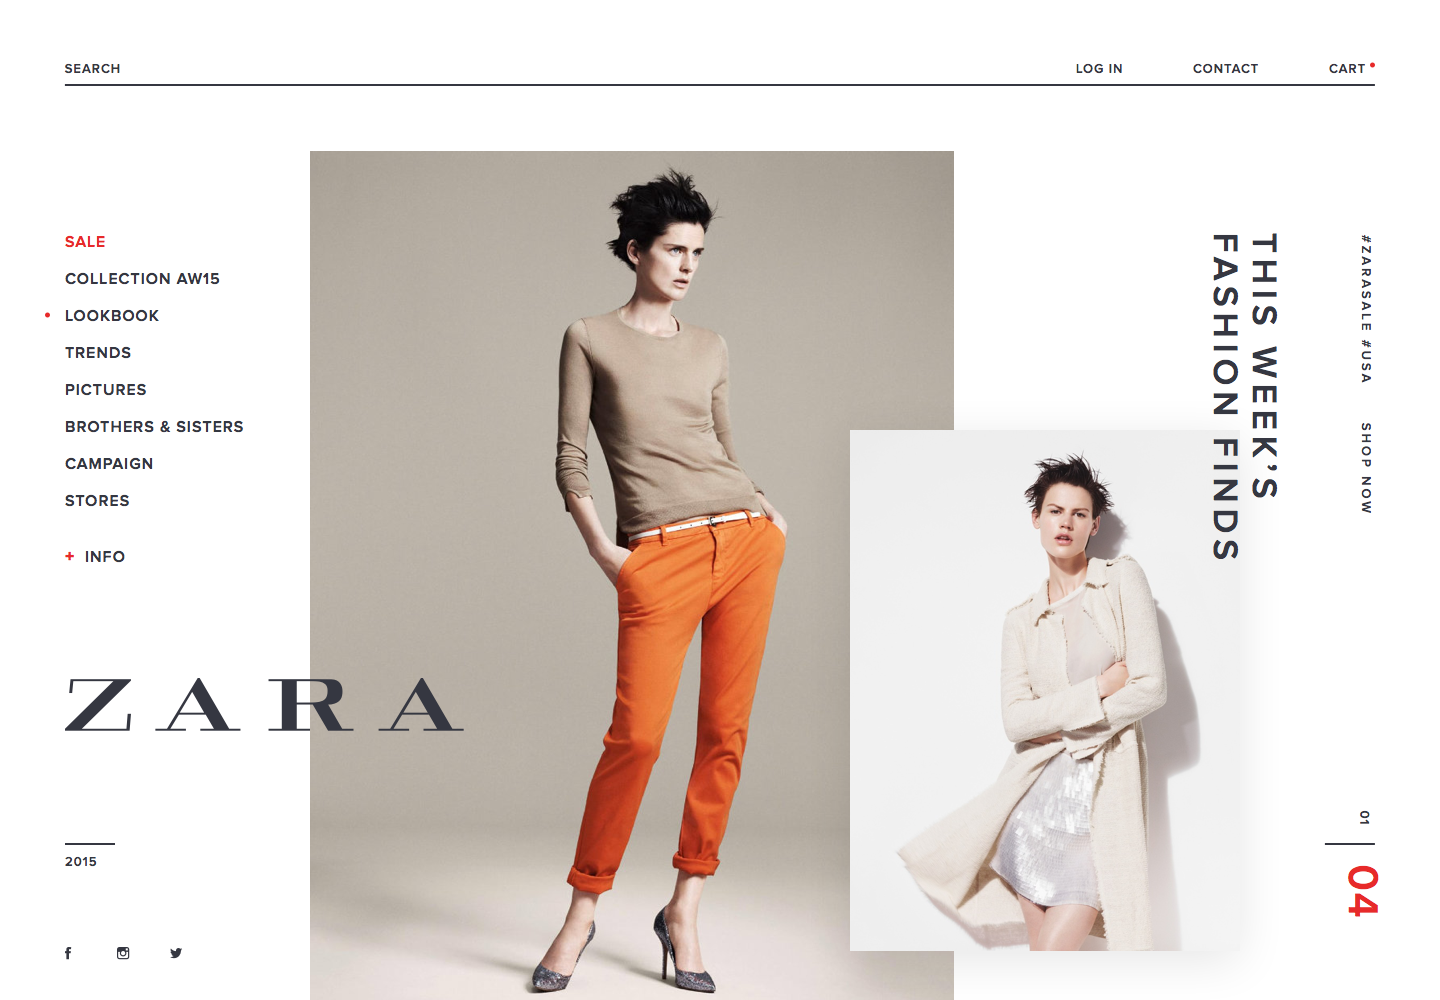 SEARCH
LOG IN
CONTACT
CART
SALE
COLLECTION AW15
LOOKBOOK
TRENDS
PICTURES
BROTHERS & SISTERS
CAMPAIGN
STORES
+ INFO
ZARA
2015
THIS WEEK'S
FASHION FINDS
#ZARASALE #USA
SHOP NOW
01
04